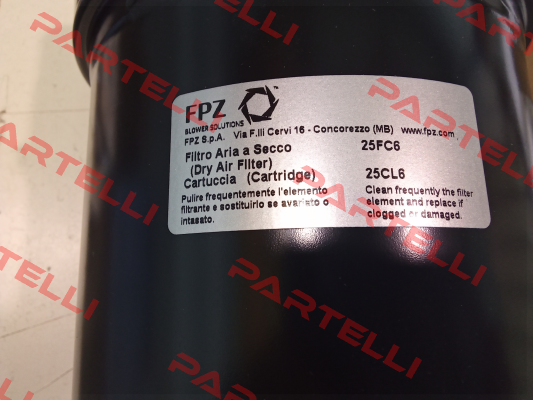 FPZ ™
BLOWER SOLUTIONS
FPZ S.p.A. Via F.lli Cervi 16 - Concorezzo (MB) www.fpz.com
Filtro Aria a Secco 25FC6
(Dry Air Filter)
Cartuccia (Cartridge) 25CL6
Pulire frequentemente l'elemento
filtrante e sostituirlo se avariato o
intasato.
Clean frequently the filter
element and replace if
clogged or damaged.
PARTELLI
PARTELLI
PARTELLI
PARTELLI
PARTELLI
PARTELLI